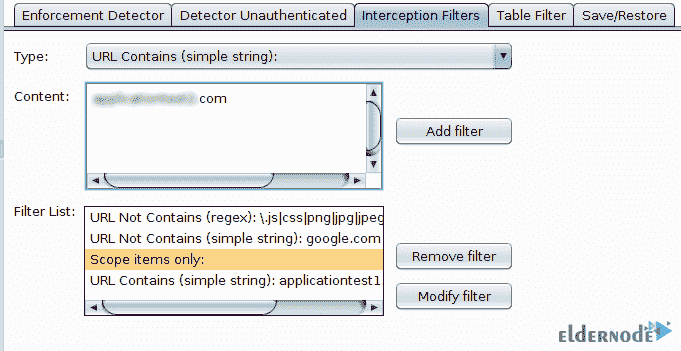 Enforcement Detector Detector Unauthenticated Interception Filters Table Filter Save/Restore
Type: URL Contains (simple string):
Content: .com
Add filter
Filter List:
URL Not Contains (regex): \.js|css|png|jpg|jpeg
URL Not Contains (simple string): google.com
Scope items only:
URL Contains (simple string): applicationtest1
Remove filter
Modify filter
eldernode